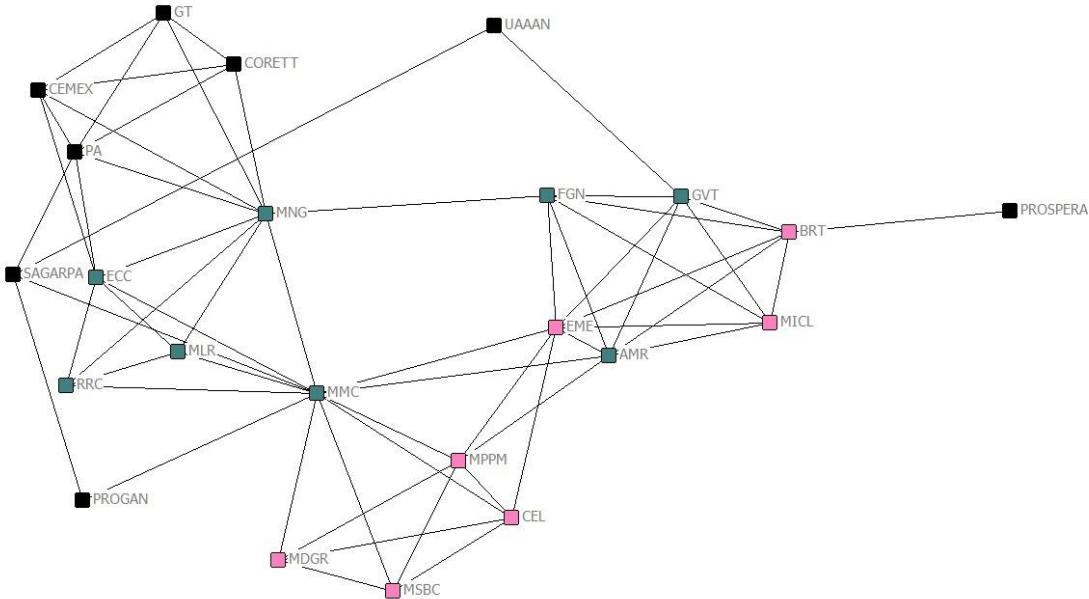 GT
UAAAN
CORETT
CEMEX
PA
FGN
GVT
PROSPERA
MNG
BRT
SAGARPA
ECC
MICL
EME
MLR
AMR
RRC
MMC
MPPM
PROGAN
CEL
MDGR
MSBC